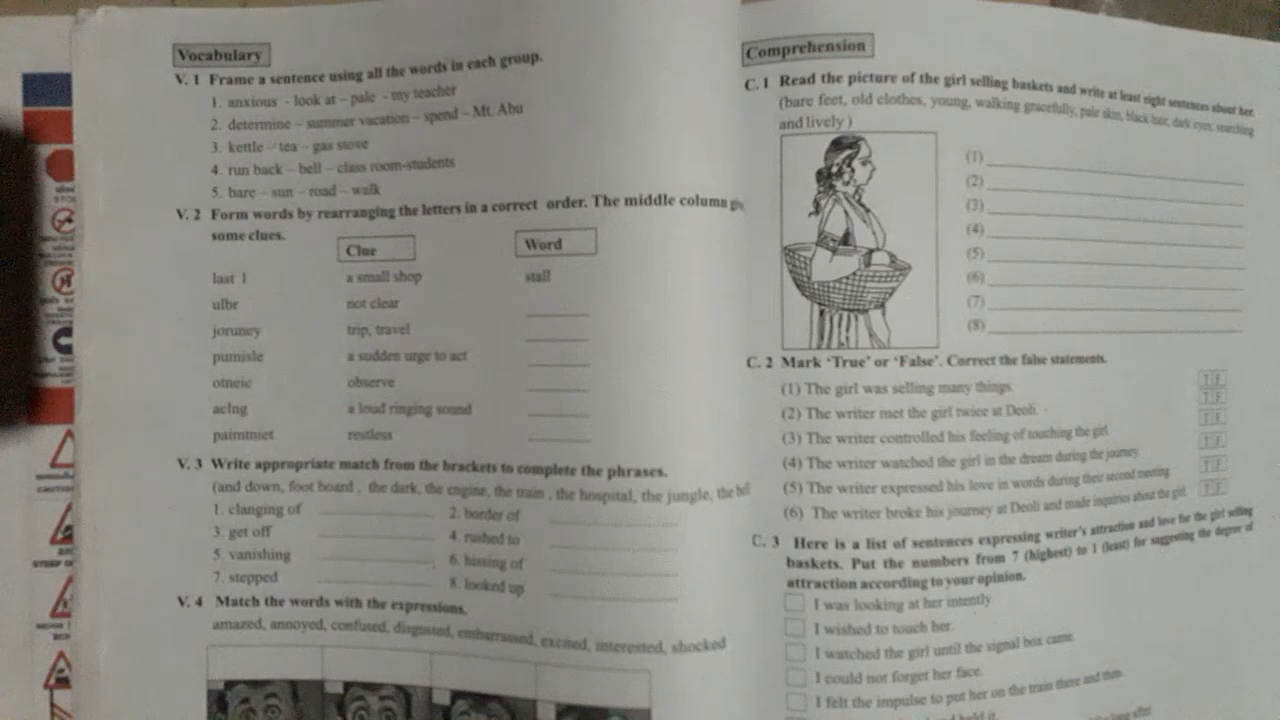 Vocabulary
V. 1 Frame a sentence using all the words in each group.
1. anxious - look at – pale - my teacher
2. determine – summer vacation – spend – Mt. Abu
3. kettle – tea – gas stove
4. run back – bell – class room-students
5. bare – sun – road – walk
V. 2 Form words by rearranging the letters in a correct order. The middle column
some clues.
Clue Word
last l a small shop stall
ulbr not clear
joruney trip, travel
pumisle a sudden urge to act
otneic observe
aclng a loud ringing sound
paimtniet restless
V. 3 Write appropriate match from the brackets to complete the phrases.
(and down, foot board , the dark, the engine, the train , the hospital, the jungle, the
1. clanging of 2. border of
3. get off 4. rushed to
5. vanishing 6. hissing of
7. stepped 8. looked up
V. 4 Match the words with the expressions.
amazed, annoyed, confused, disgusted, embarrassed, excited, interested, shocked
Comprehension
C. 1 Read the picture of the girl selling baskets and write at least eight sentences about her.
(bare feet, old clothes, young, walking gracefully, pale skin, black hair, dark eyes, searching
and lively )
(1)
(2)
(3)
(4)
(5)
(6)
(7)
(8)
C. 2 Mark ‘True’ or ‘False’. Correct the false statements.
(1) The girl was selling many things. T F
(2) The writer met the girl twice at Deoli. T F
(3) The writer controlled his feeling of touching the girl. T F
(4) The writer watched the girl in the dream during the journey. T F
(5) The writer expressed his love in words during their second meeting. T F
(6) The writer broke his journey at Deoli and made inquiries about the girl. T F
C. 3 Here is a list of sentences expressing writer's attraction and love for the girl selling
baskets. Put the numbers from 7 (highest) to 1 (least) for suggesting the degree of
attraction according to your opinion.
I was looking at her intently
I wished to touch her.
I watched the girl until the signal box came.
I could not forget her face.
I felt the impulse to put her on the train there and then.
hold it.